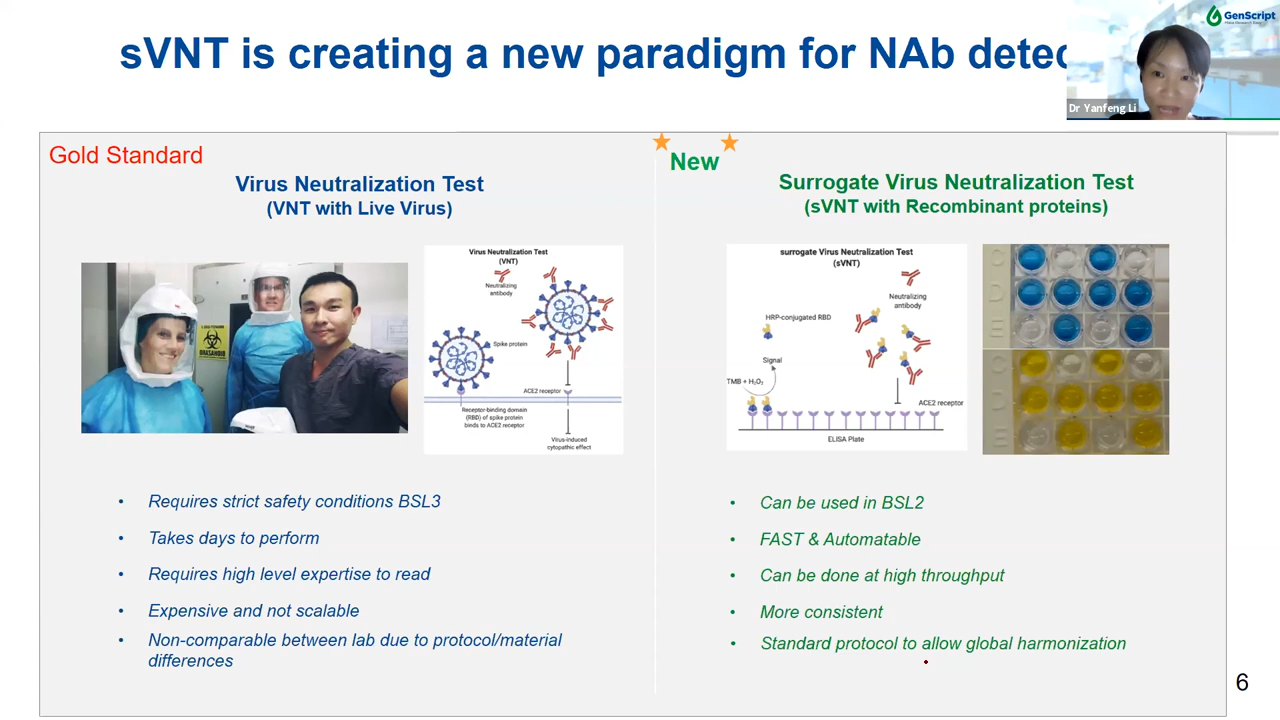 GenScript
Make Research Easy
sVNT is creating a new paradigm for NAb detec
Dr Yanfeng Li
Gold Standard
Virus Neutralization Test
(VNT with Live Virus)
Virus Neutralization Test
(VNT)
Neutralizing
antibody
Spike protein
ACE2 receptor
Receptor-binding domain
(RBD) of spike protein
binds to ACE2 receptor
Virus-induced
cytopathic effect
BIOHAZARD
• Requires strict safety conditions BSL3
• Takes days to perform
• Requires high level expertise to read
• Expensive and not scalable
• Non-comparable between lab due to protocol/material
differences
New
Surrogate Virus Neutralization Test
(sVNT with Recombinant proteins)
surrogate Virus Neutralization Test
(sVNT)
Neutralizing
antibody
HRP-conjugated RBD
Signal
TMB + H₂O₂
ACE2 receptor
ELISA Plate
C
D
E
C
D
E
• Can be used in BSL2
• FAST & Automatable
• Can be done at high throughput
• More consistent
• Standard protocol to allow global harmonization
6